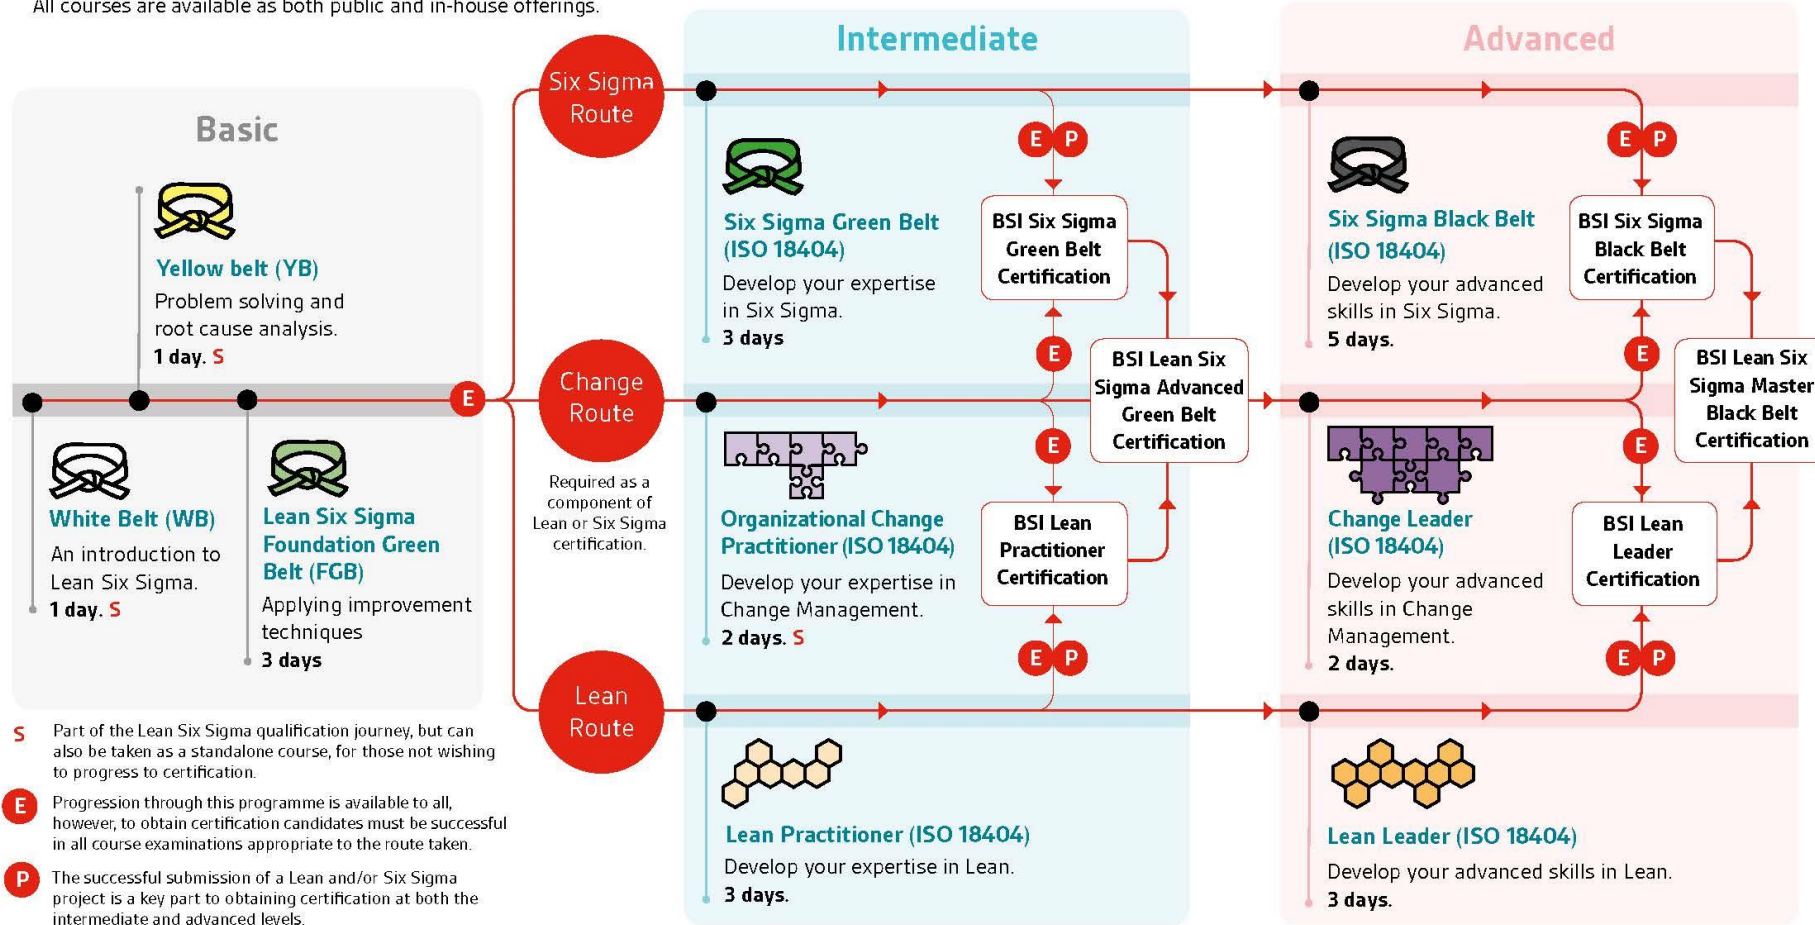 All courses are available as both public and in-house offerings.
Basic
Yellow belt (YB)
Problem solving and
root cause analysis.
1 day. S
E
White Belt (WB)
An introduction to
Lean Six Sigma.
1 day. S
Lean Six Sigma
Foundation Green
Belt (FGB)
Applying improvement
techniques
3 days
S Part of the Lean Six Sigma qualification journey, but can
also be taken as a standalone course, for those not wishing
to progress to certification.
E Progression through this programme is available to all,
however, to obtain certification candidates must be successful
in all course examinations appropriate to the route taken.
P The successful submission of a Lean and/or Six Sigma
project is a key part to obtaining certification at both the
intermediate and advanced levels.
Six Sigma
Route
Change
Route
Required as a
component of
Lean or Six Sigma
certification.
Lean
Route
Intermediate
Six Sigma Green Belt
(ISO 18404)
Develop your expertise
in Six Sigma.
3 days
E P
BSI Six Sigma
Green Belt
Certification
E
BSI Lean Six
Sigma Advanced
Green Belt
Certification
E
Organizational Change
Practitioner (ISO 18404)
Develop your expertise in
Change Management.
2 days. S
BSI Lean
Practitioner
Certification
E P
Lean Practitioner (ISO 18404)
Develop your expertise in Lean.
3 days.
Advanced
Six Sigma Black Belt
(ISO 18404)
Develop your advanced
skills in Six Sigma.
5 days.
E P
BSI Six Sigma
Black Belt
Certification
E
BSI Lean Six
Sigma Master
Black Belt
Certification
E
Change Leader
(ISO 18404)
Develop your advanced
skills in Change
Management.
2 days.
BSI Lean
Leader
Certification
E P
Lean Leader (ISO 18404)
Develop your advanced skills in Lean.
3 days.